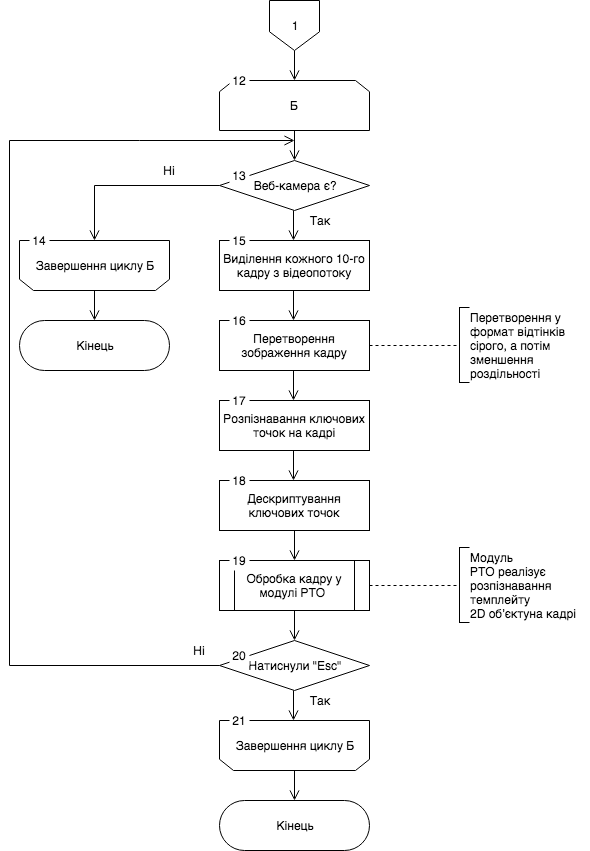 1
12
Б
13
Веб-камера є?
Ні
Так
14
Завершення циклу Б
15
Виділення кожного 10-го
кадру з відеопотоку
Кінець
16
Перетворення
зображення кадру
Перетворення у
формат відтінків
сірого, а потім
зменшення
роздільності
17
Розпізнавання ключових
точок на кадрі
18
Дескриптування
ключових точок
19
Обробка кадру у
модулі РТО
Модуль
РТО реалізує
розпізнавання
темплейту
2D об'єктуна кадрі
20
Натиснули "Esc"
Ні
Так
21
Завершення циклу Б
Кінець